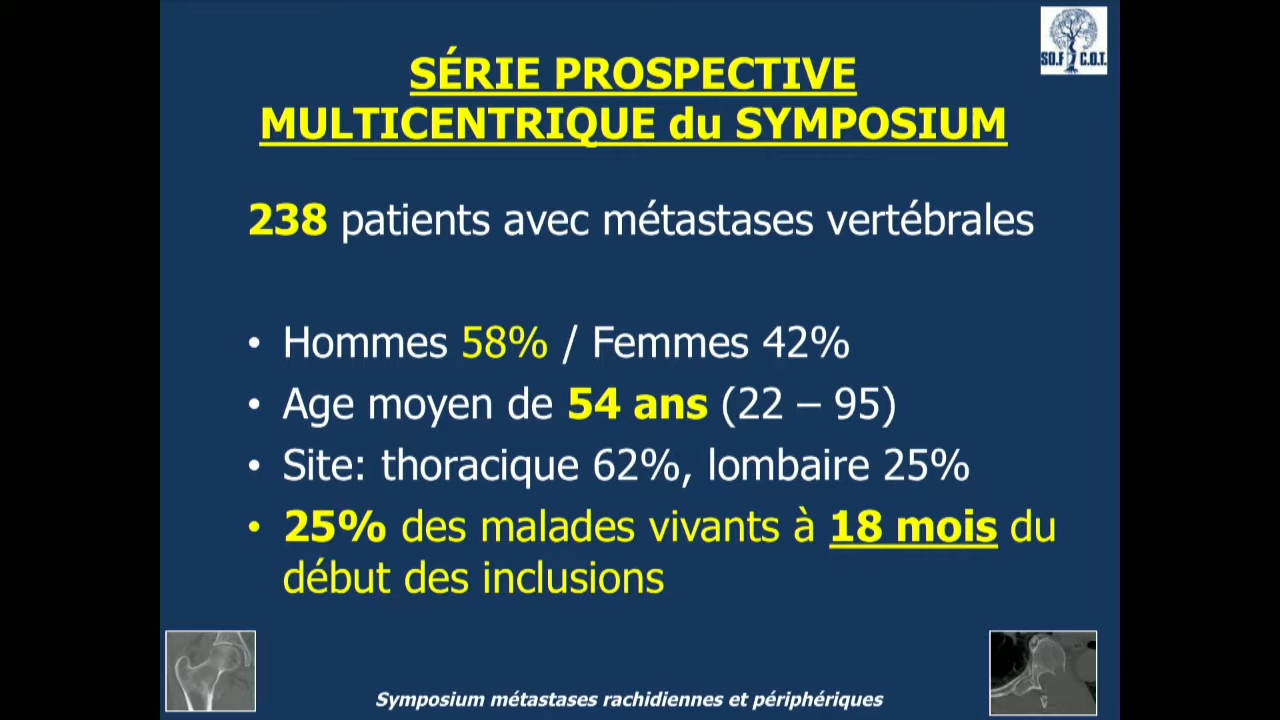 SO.F C.O.T.
SÉRIE PROSPECTIVE
MULTICENTRIQUE du SYMPOSIUM
238 patients avec métastases vertébrales
• Hommes 58% / Femmes 42%
• Age moyen de 54 ans (22 – 95)
• Site: thoracique 62%, lombaire 25%
• 25% des malades vivants à 18 mois du
début des inclusions
Symposium métastases rachidiennes et périphériques